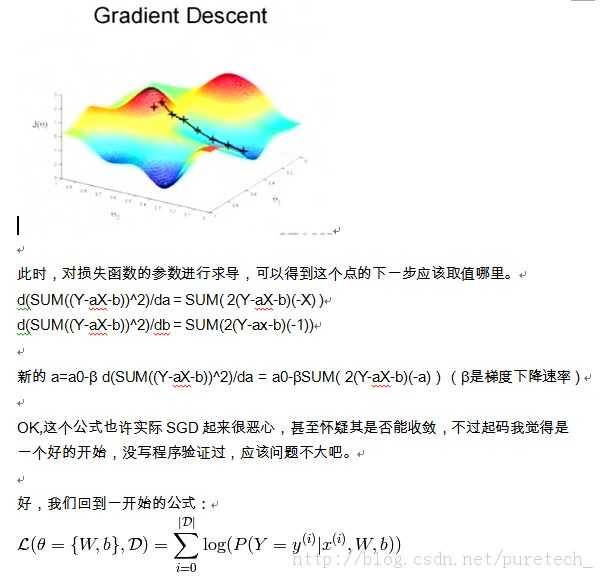 Gradient Descent
J(θ)
θ₁
θ₀
此时，对损失函数的参数进行求导，可以得到这个点的下一步应该取值哪里。
d(SUM((Y-aX-b))^2)/da = SUM( 2(Y-aX-b)(-X) )
d(SUM((Y-aX-b))^2)/db = SUM(2(Y-ax-b)(-1))
新的 a=a0-β d(SUM((Y-aX-b))^2)/da = a0-βSUM( 2(Y-aX-b)(-a) ) ( β是梯度下降速率 )
OK,这个公式也许实际 SGD 起来很恶心，甚至怀疑其是否能收敛，不过起码我觉得是
一个好的开始，没写程序验证过，应该问题不大吧。
好，我们回到一开始的公式：
L(θ = {W, b}, D) = ∑_{i=0}^{|D|} log(P(Y = y^{(i)}|x^{(i)}, W, b))
http://blog.csdn.net/puretech_